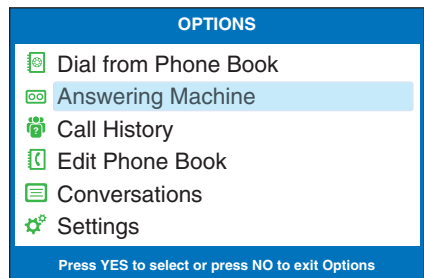 OPTIONS
Dial from Phone Book
Answering Machine
Call History
Edit Phone Book
Conversations
Settings
Press YES to select or press NO to exit Options